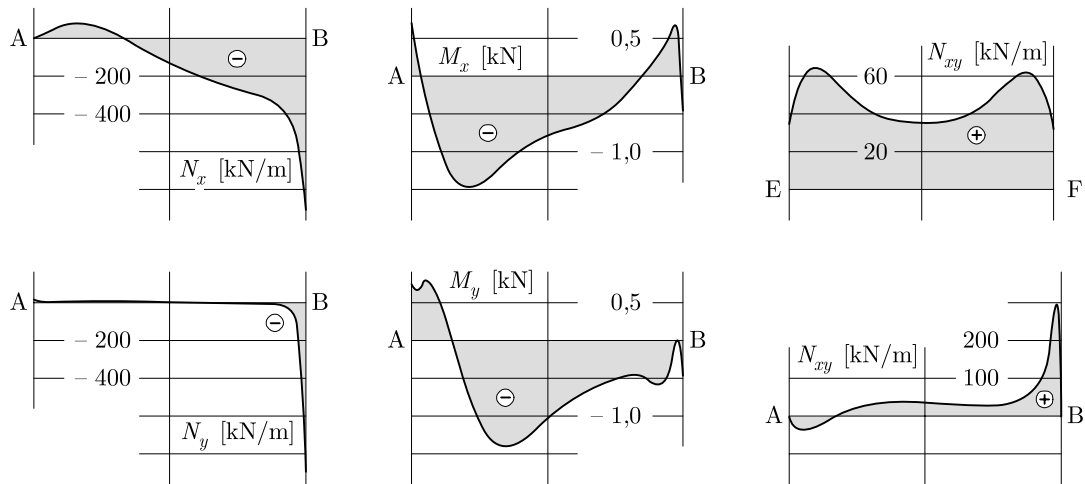 A B
– 200
– 400
N_x [kN/m]
0,5
M_x [kN]
A B
⊖
– 1,0
N_xy [kN/m]
60
20
⊕
E F
A B
⊖
– 200
– 400
N_y [kN/m]
M_y [kN]
0,5
A B
⊖
– 1,0
200
N_xy [kN/m]
100
A B
⊕